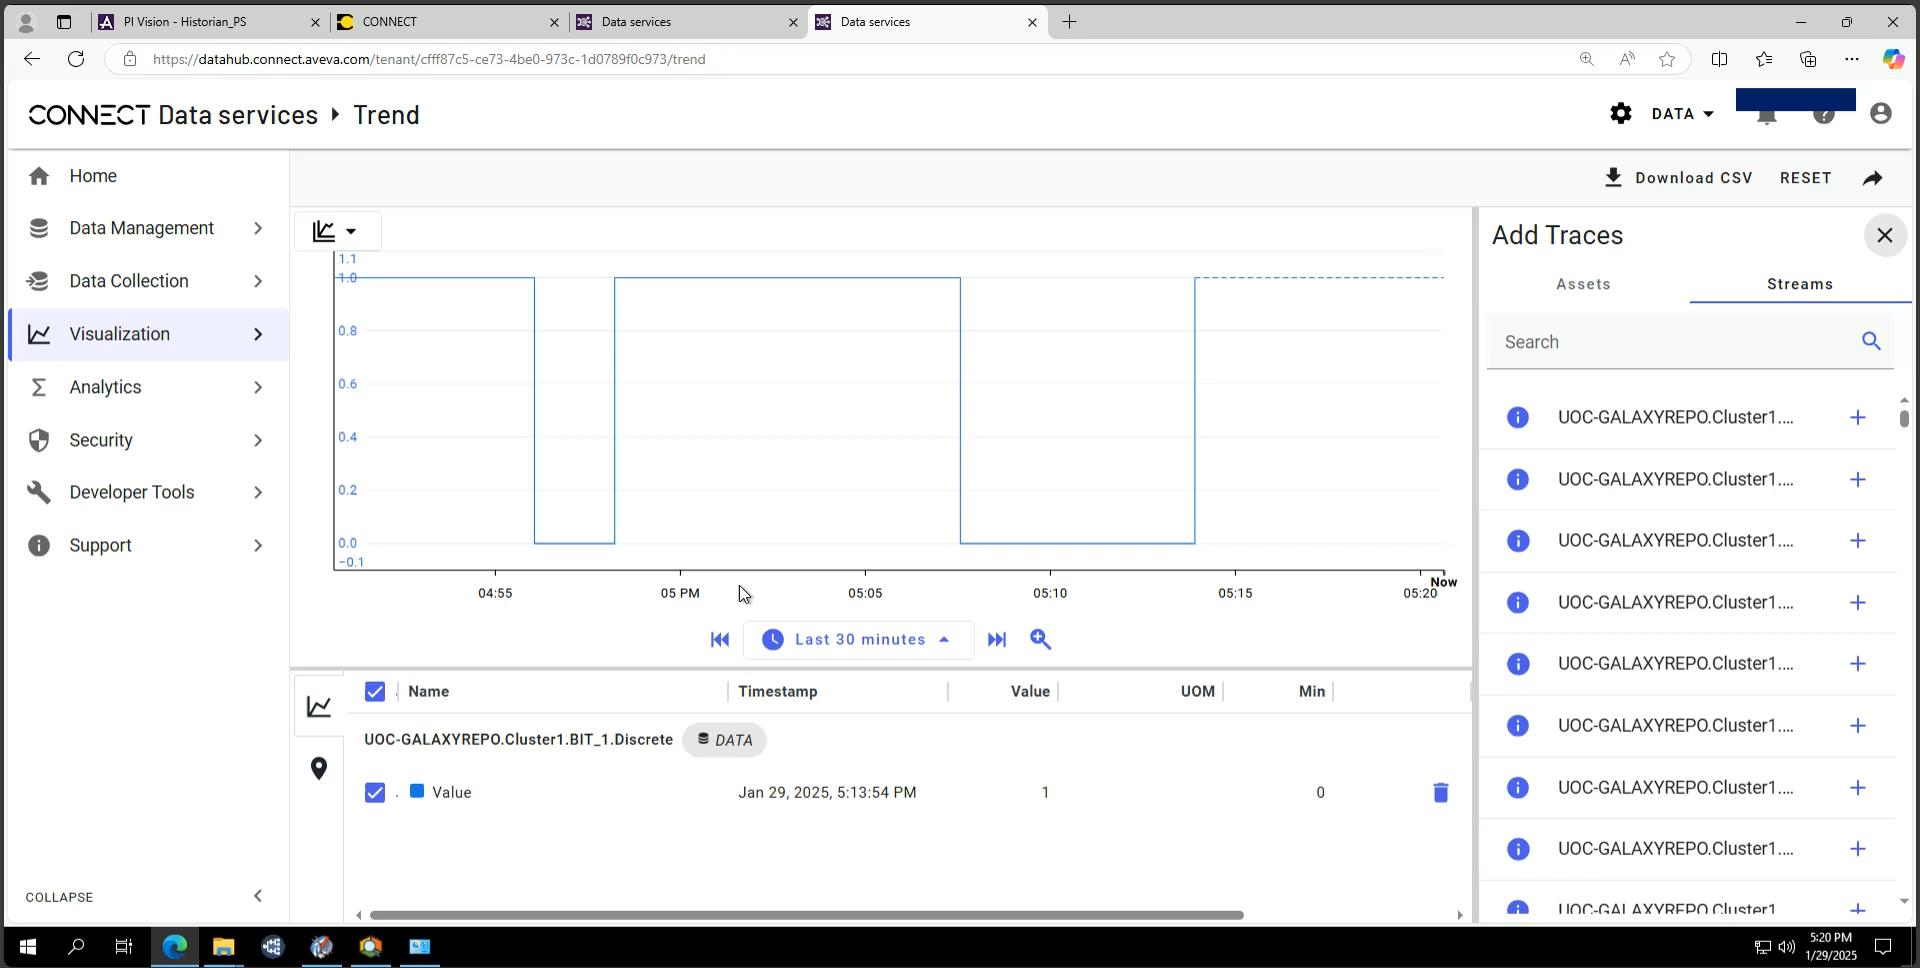 PI Vision - Historian_PS
CONNECT
Data services
Data services
https://datahub.connect.aveva.com/tenant/cfff87c5-ce73-4be0-973c-1d0789f0c973/trend
CONNECT Data services Trend
DATA
Home
Data Management
Data Collection
Visualization
Analytics
Security
Developer Tools
Support
COLLAPSE
Download CSV RESET
1.1
1.0
0.8
0.6
0.4
0.2
0.0
-0.1
04:55 05 PM 05:05 05:10 05:15 05:20
Now
Last 30 minutes
Name Timestamp Value UOM Min
UOC-GALAXYREPO.Cluster1.BIT_1.Discrete DATA
Value Jan 29, 2025, 5:13:54 PM 1 0
Add Traces
Assets Streams
Search
UOC-GALAXYREPO.Cluster1....
UOC-GALAXYREPO.Cluster1....
UOC-GALAXYREPO.Cluster1....
UOC-GALAXYREPO.Cluster1....
UOC-GALAXYREPO.Cluster1....
UOC-GALAXYREPO.Cluster1....
UOC-GALAXYREPO.Cluster1....
UOC-GALAXYREPO.Cluster1....
UOC-GALAXYREPO.Cluster1
5:20 PM
1/29/2025